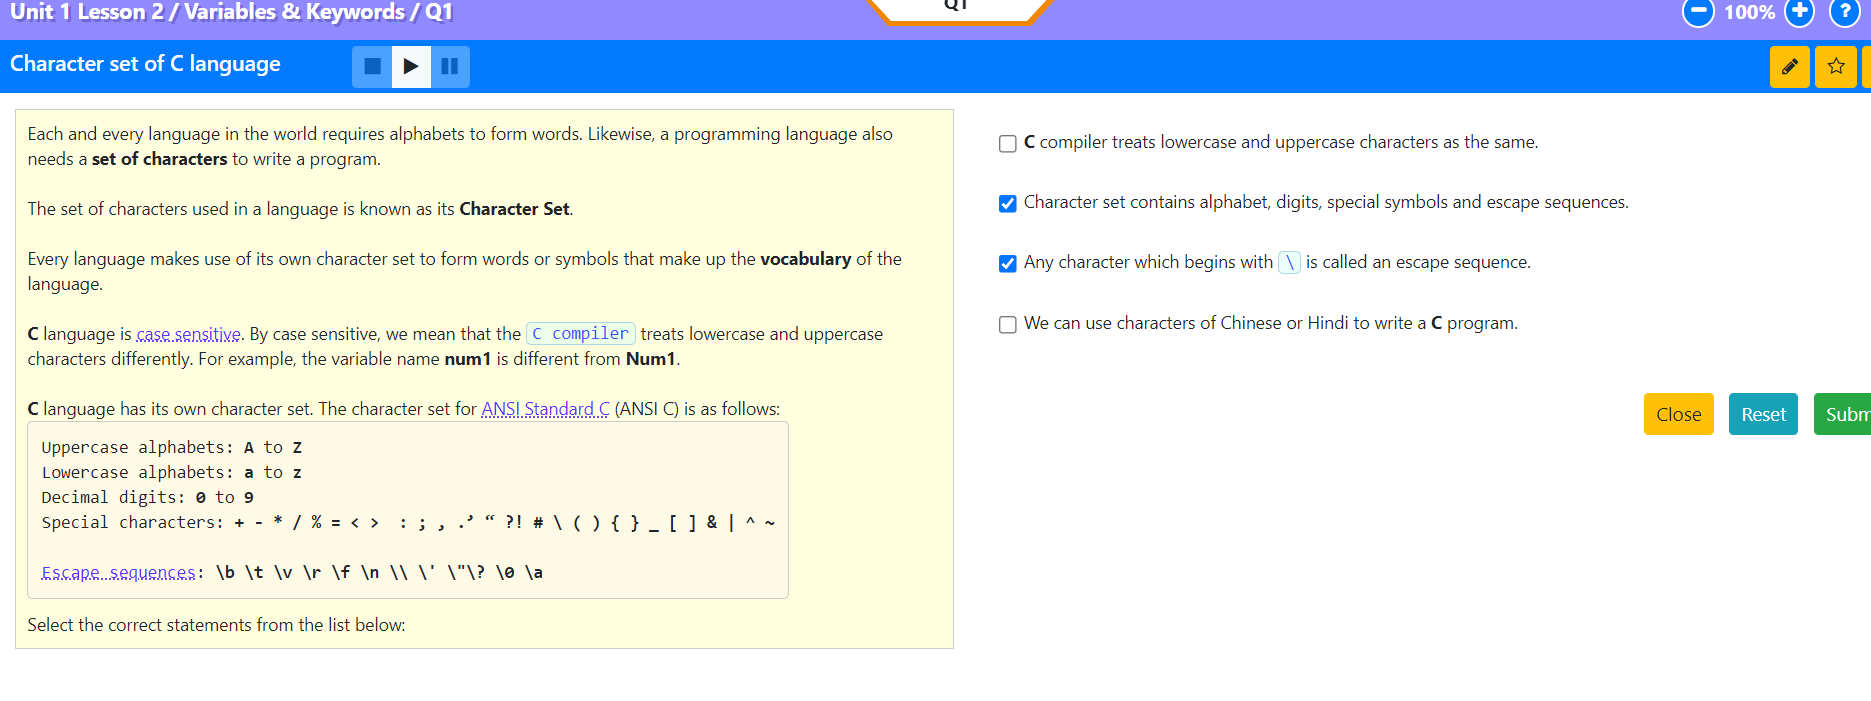 Unit 1 Lesson 2 / Variables & Keywords / Q1
Q1
100%
?
Character set of C language
Each and every language in the world requires alphabets to form words. Likewise, a programming language also
needs a set of characters to write a program.
The set of characters used in a language is known as its Character Set.
Every language makes use of its own character set to form words or symbols that make up the vocabulary of the
language.
C language is case sensitive. By case sensitive, we mean that the C compiler treats lowercase and uppercase
characters differently. For example, the variable name num1 is different from Num1.
C language has its own character set. The character set for ANSI Standard C (ANSI C) is as follows:
Uppercase alphabets: A to Z
Lowercase alphabets: a to z
Decimal digits: 0 to 9
Special characters: + - * / % = < >  : ; , .’ “ ?! # \ ( ) { } _ [ ] & | ^ ~
Escape sequences: \b \t \v \r \f \n \\ \' \"\? \0 \a
Select the correct statements from the list below:
C compiler treats lowercase and uppercase characters as the same.
Character set contains alphabet, digits, special symbols and escape sequences.
Any character which begins with \ is called an escape sequence.
We can use characters of Chinese or Hindi to write a C program.
Close Reset Subm